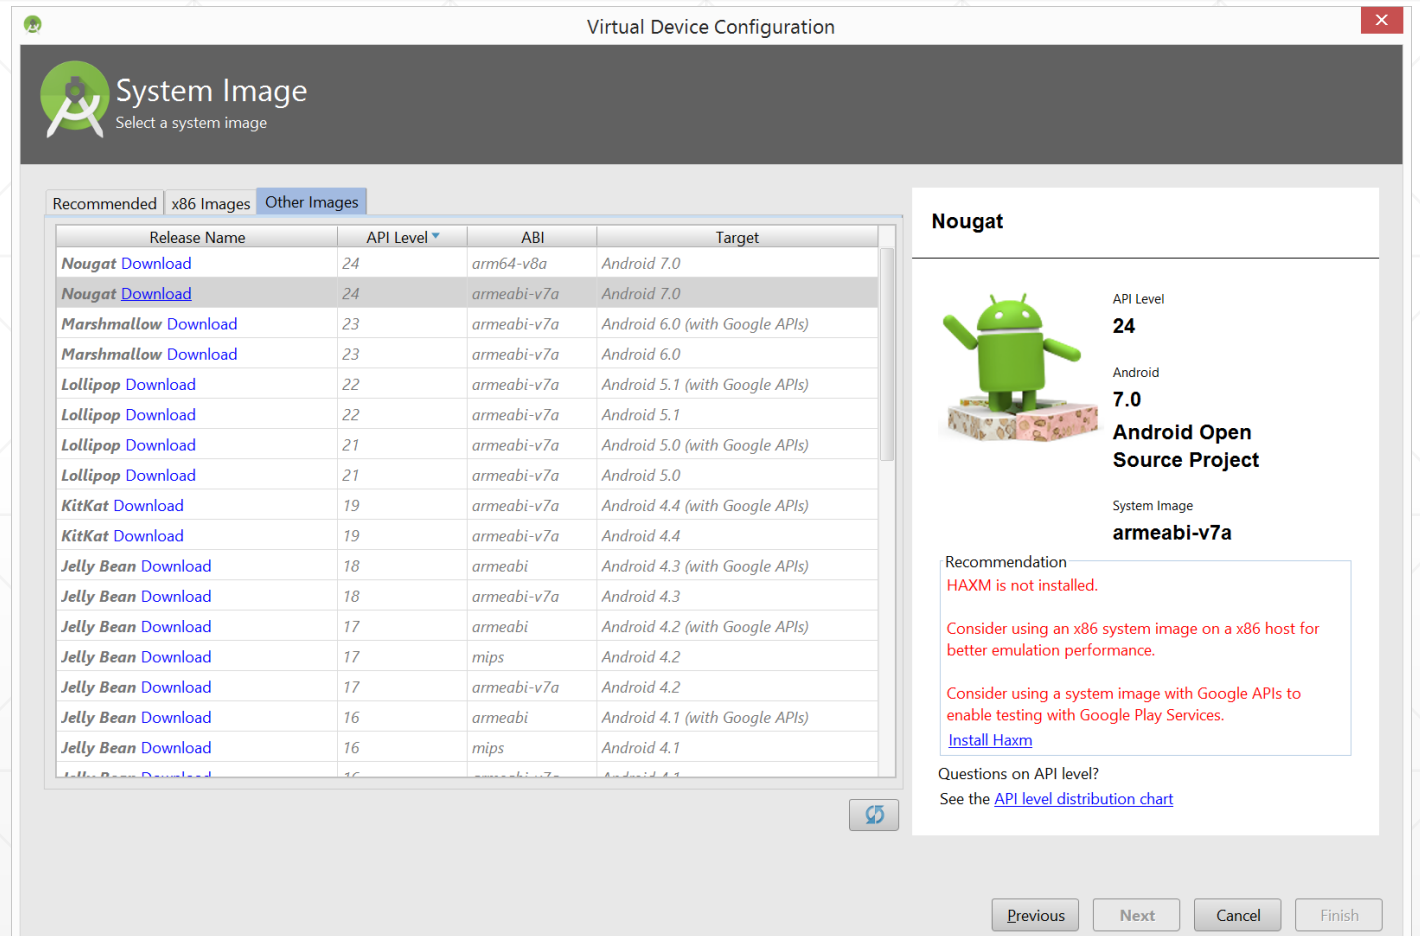 Virtual Device Configuration
System Image
Select a system image
Recommended x86 Images Other Images
Release Name API Level ABI Target
Nougat Download 24 arm64-v8a Android 7.0
Nougat Download 24 armeabi-v7a Android 7.0
Marshmallow Download 23 armeabi-v7a Android 6.0 (with Google APIs)
Marshmallow Download 23 armeabi-v7a Android 6.0
Lollipop Download 22 armeabi-v7a Android 5.1 (with Google APIs)
Lollipop Download 22 armeabi-v7a Android 5.1
Lollipop Download 21 armeabi-v7a Android 5.0 (with Google APIs)
Lollipop Download 21 armeabi-v7a Android 5.0
KitKat Download 19 armeabi-v7a Android 4.4 (with Google APIs)
KitKat Download 19 armeabi-v7a Android 4.4
Jelly Bean Download 18 armeabi Android 4.3 (with Google APIs)
Jelly Bean Download 18 armeabi-v7a Android 4.3
Jelly Bean Download 17 armeabi Android 4.2 (with Google APIs)
Jelly Bean Download 17 mips Android 4.2
Jelly Bean Download 17 armeabi-v7a Android 4.2
Jelly Bean Download 16 armeabi Android 4.1 (with Google APIs)
Jelly Bean Download 16 mips Android 4.1
Jelly Bean Download 16 armeabi-v7a Android 4.1
Nougat
API Level
24
Android
7.0
Android Open
Source Project
System Image
armeabi-v7a
Recommendation
HAXM is not installed.
Consider using an x86 system image on a x86 host for
better emulation performance.
Consider using a system image with Google APIs to
enable testing with Google Play Services.
Install Haxm
Questions on API level?
See the API level distribution chart
Previous Next Cancel Finish